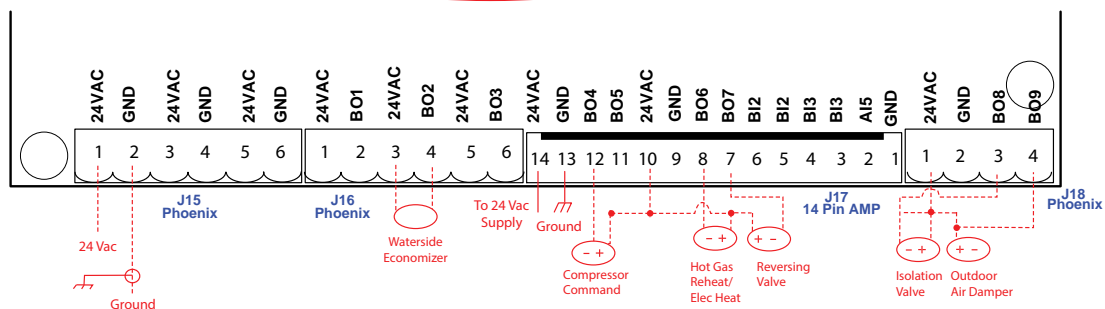 24VAC GND 24VAC GND 24VAC GND 24VAC BO1 24VAC BO2 24VAC BO3 24VAC GND BO4 BO5 24VAC GND BO6 BO7 BI2 BI2 BI3 BI3 AI5 GND 24VAC GND BO8 BO9
1 2 3 4 5 6 1 2 3 4 5 6 14 13 12 11 10 9 8 7 6 5 4 3 2 1 1 2 3 4
J15
Phoenix
J16
Phoenix
J17
14 Pin AMP
J18
Phoenix
24 Vac
Ground
Waterside
Economizer
To 24 Vac
Supply
Ground
- +
Compressor
Command
- +
Hot Gas
Reheat/
Elec Heat
+ -
Reversing
Valve
- +
Isolation
Valve
+ -
Outdoor
Air Damper